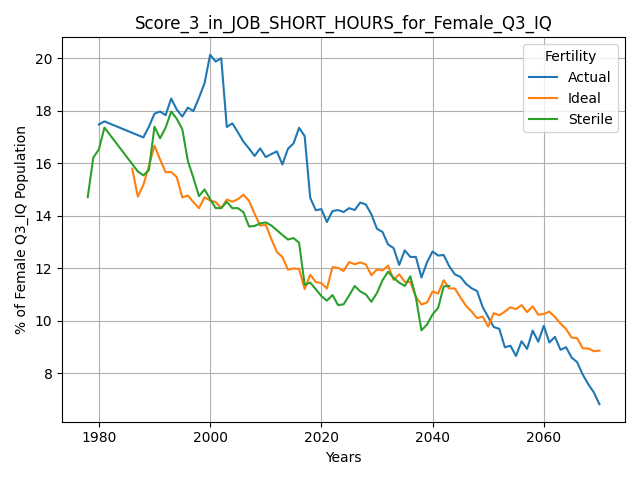 Score_3_in_JOB_SHORT_HOURS_for_Female_Q3_IQ
Fertility
Actual
Ideal
Sterile
% of Female Q3_IQ Population
20
18
16
14
12
10
8
1980 2000 2020 2040 2060
Years